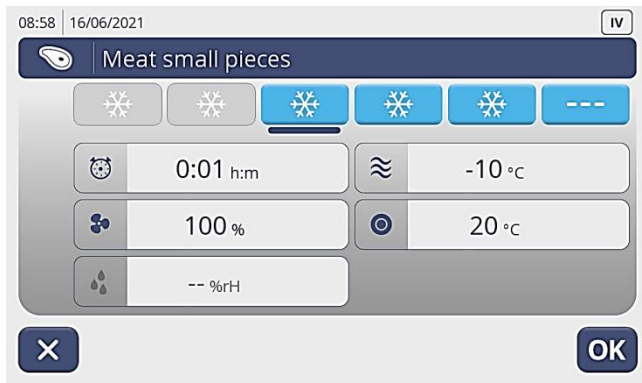 08:58 16/06/2021 IV
Meat small pieces
---
0:01 h:m -10 °C
100 % 20 °C
-- %rH
OK